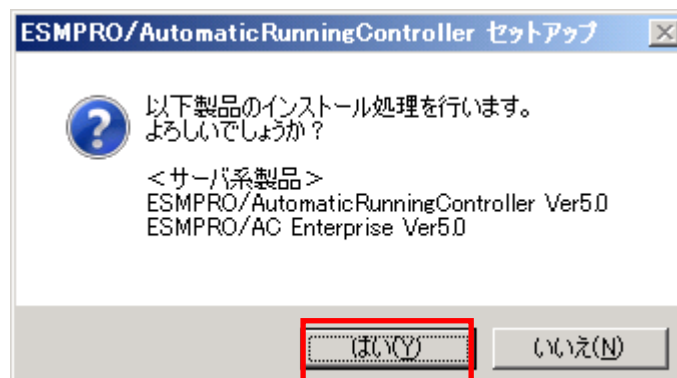 ESMPRO/AutomaticRunningController セットアップ
以下製品のインストール処理を行います。
よろしいでしょうか？
＜サーバ系製品＞
ESMPRO/AutomaticRunningController Ver5.0
ESMPRO/AC Enterprise Ver5.0
はい(Y)
いいえ(N)